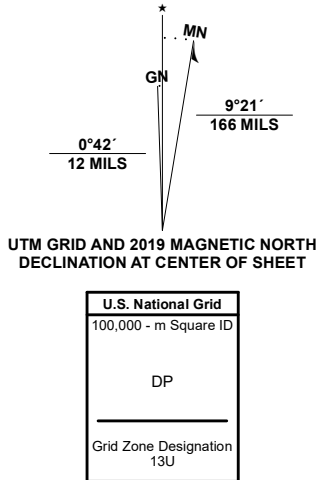 ★
MN
GN
9°21´
166 MILS
0°42´
12 MILS
UTM GRID AND 2019 MAGNETIC NORTH
DECLINATION AT CENTER OF SHEET
U.S. National Grid
100,000 - m Square ID
DP
Grid Zone Designation
13U